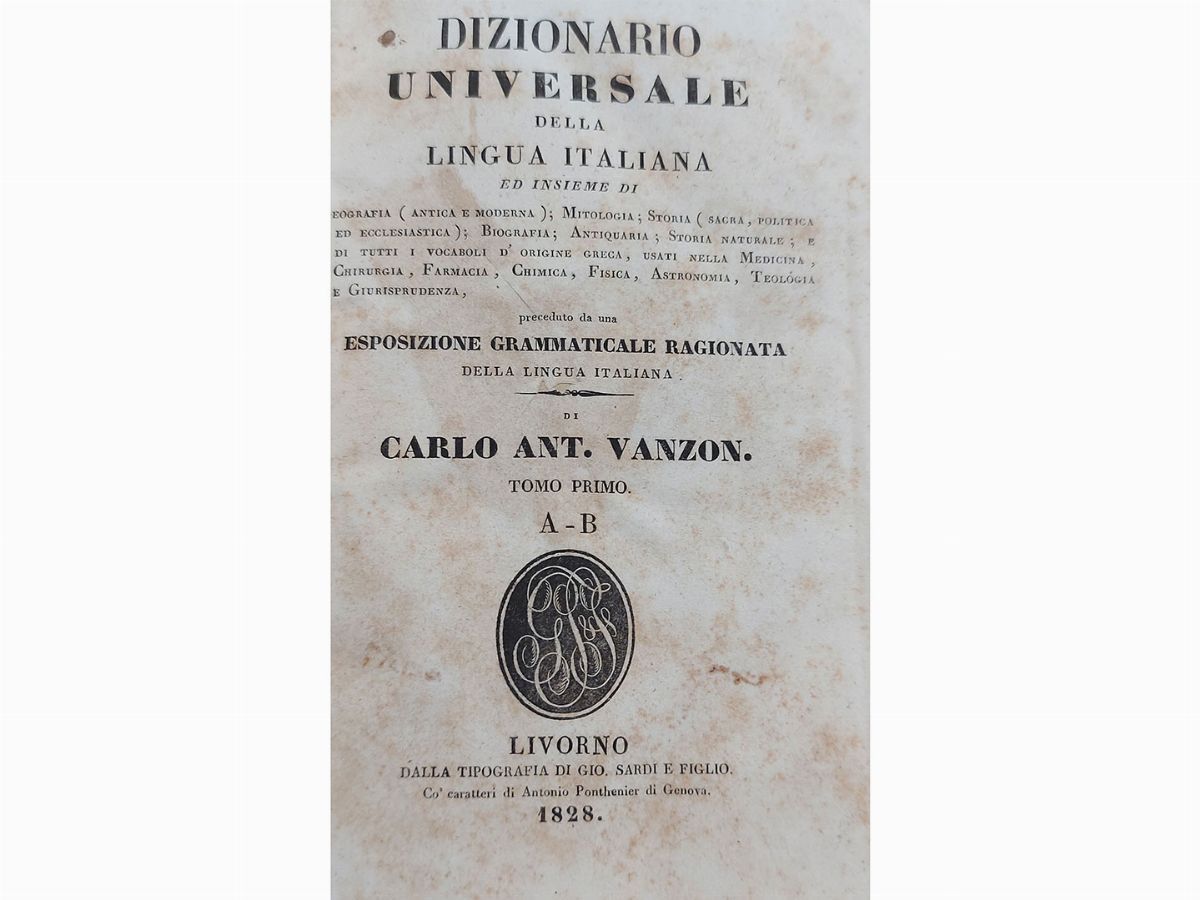 DIZIONARIO
UNIVERSALE
DELLA
LINGUA ITALIANA
ED INSIEME DI
EOGRAFIA ( ANTICA E MODERNA ); MITOLOGIA; STORIA ( SACRA, POLITICA
ED ECCLESIASTICA ); BIOGRAFIA; ANTIQUARIA; STORIA NATURALE; E
DI TUTTI I VOCABOLI D' ORIGINE GRECA, USATI NELLA MEDICINA,
CHIRURGIA, FARMACIA, CHIMICA, FISICA, ASTRONOMIA, TEOLOGIA
E GIURISPRUDENZA,
preceduto da una
ESPOSIZIONE GRAMMATICALE RAGIONATA
DELLA LINGUA ITALIANA
DI
CARLO ANT. VANZON.
TOMO PRIMO.
A-B
LIVORNO
DALLA TIPOGRAFIA DI GIO. SARDI E FIGLIO.
Co' caratteri di Antonio Ponthenier di Genova.
1828.